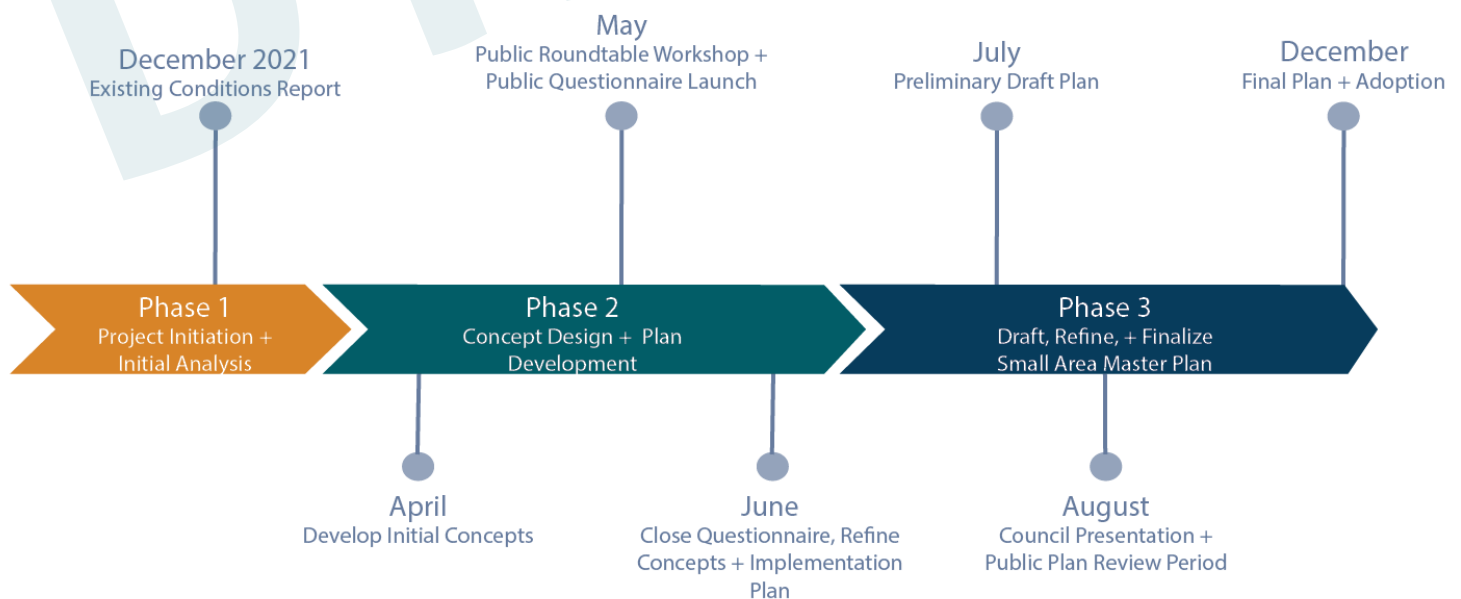 December 2021
Existing Conditions Report
May
Public Roundtable Workshop +
Public Questionnaire Launch
July
Preliminary Draft Plan
December
Final Plan + Adoption
Phase 1
Project Initiation +
Initial Analysis
Phase 2
Concept Design + Plan
Development
Phase 3
Draft, Refine, + Finalize
Small Area Master Plan
April
Develop Initial Concepts
June
Close Questionnaire, Refine
Concepts + Implementation
Plan
August
Council Presentation +
Public Plan Review Period